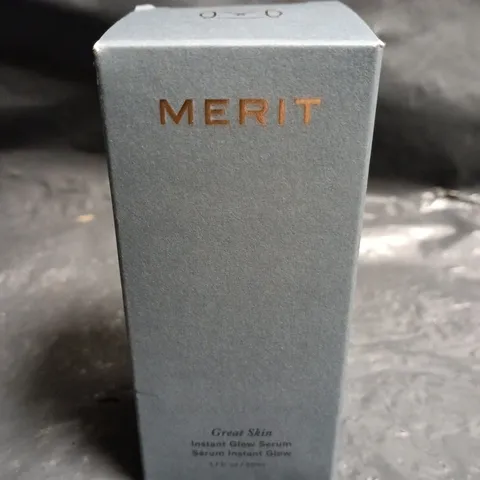 MERIT
Great Skin
Instant Glow Serum
Sérum Instant Glow